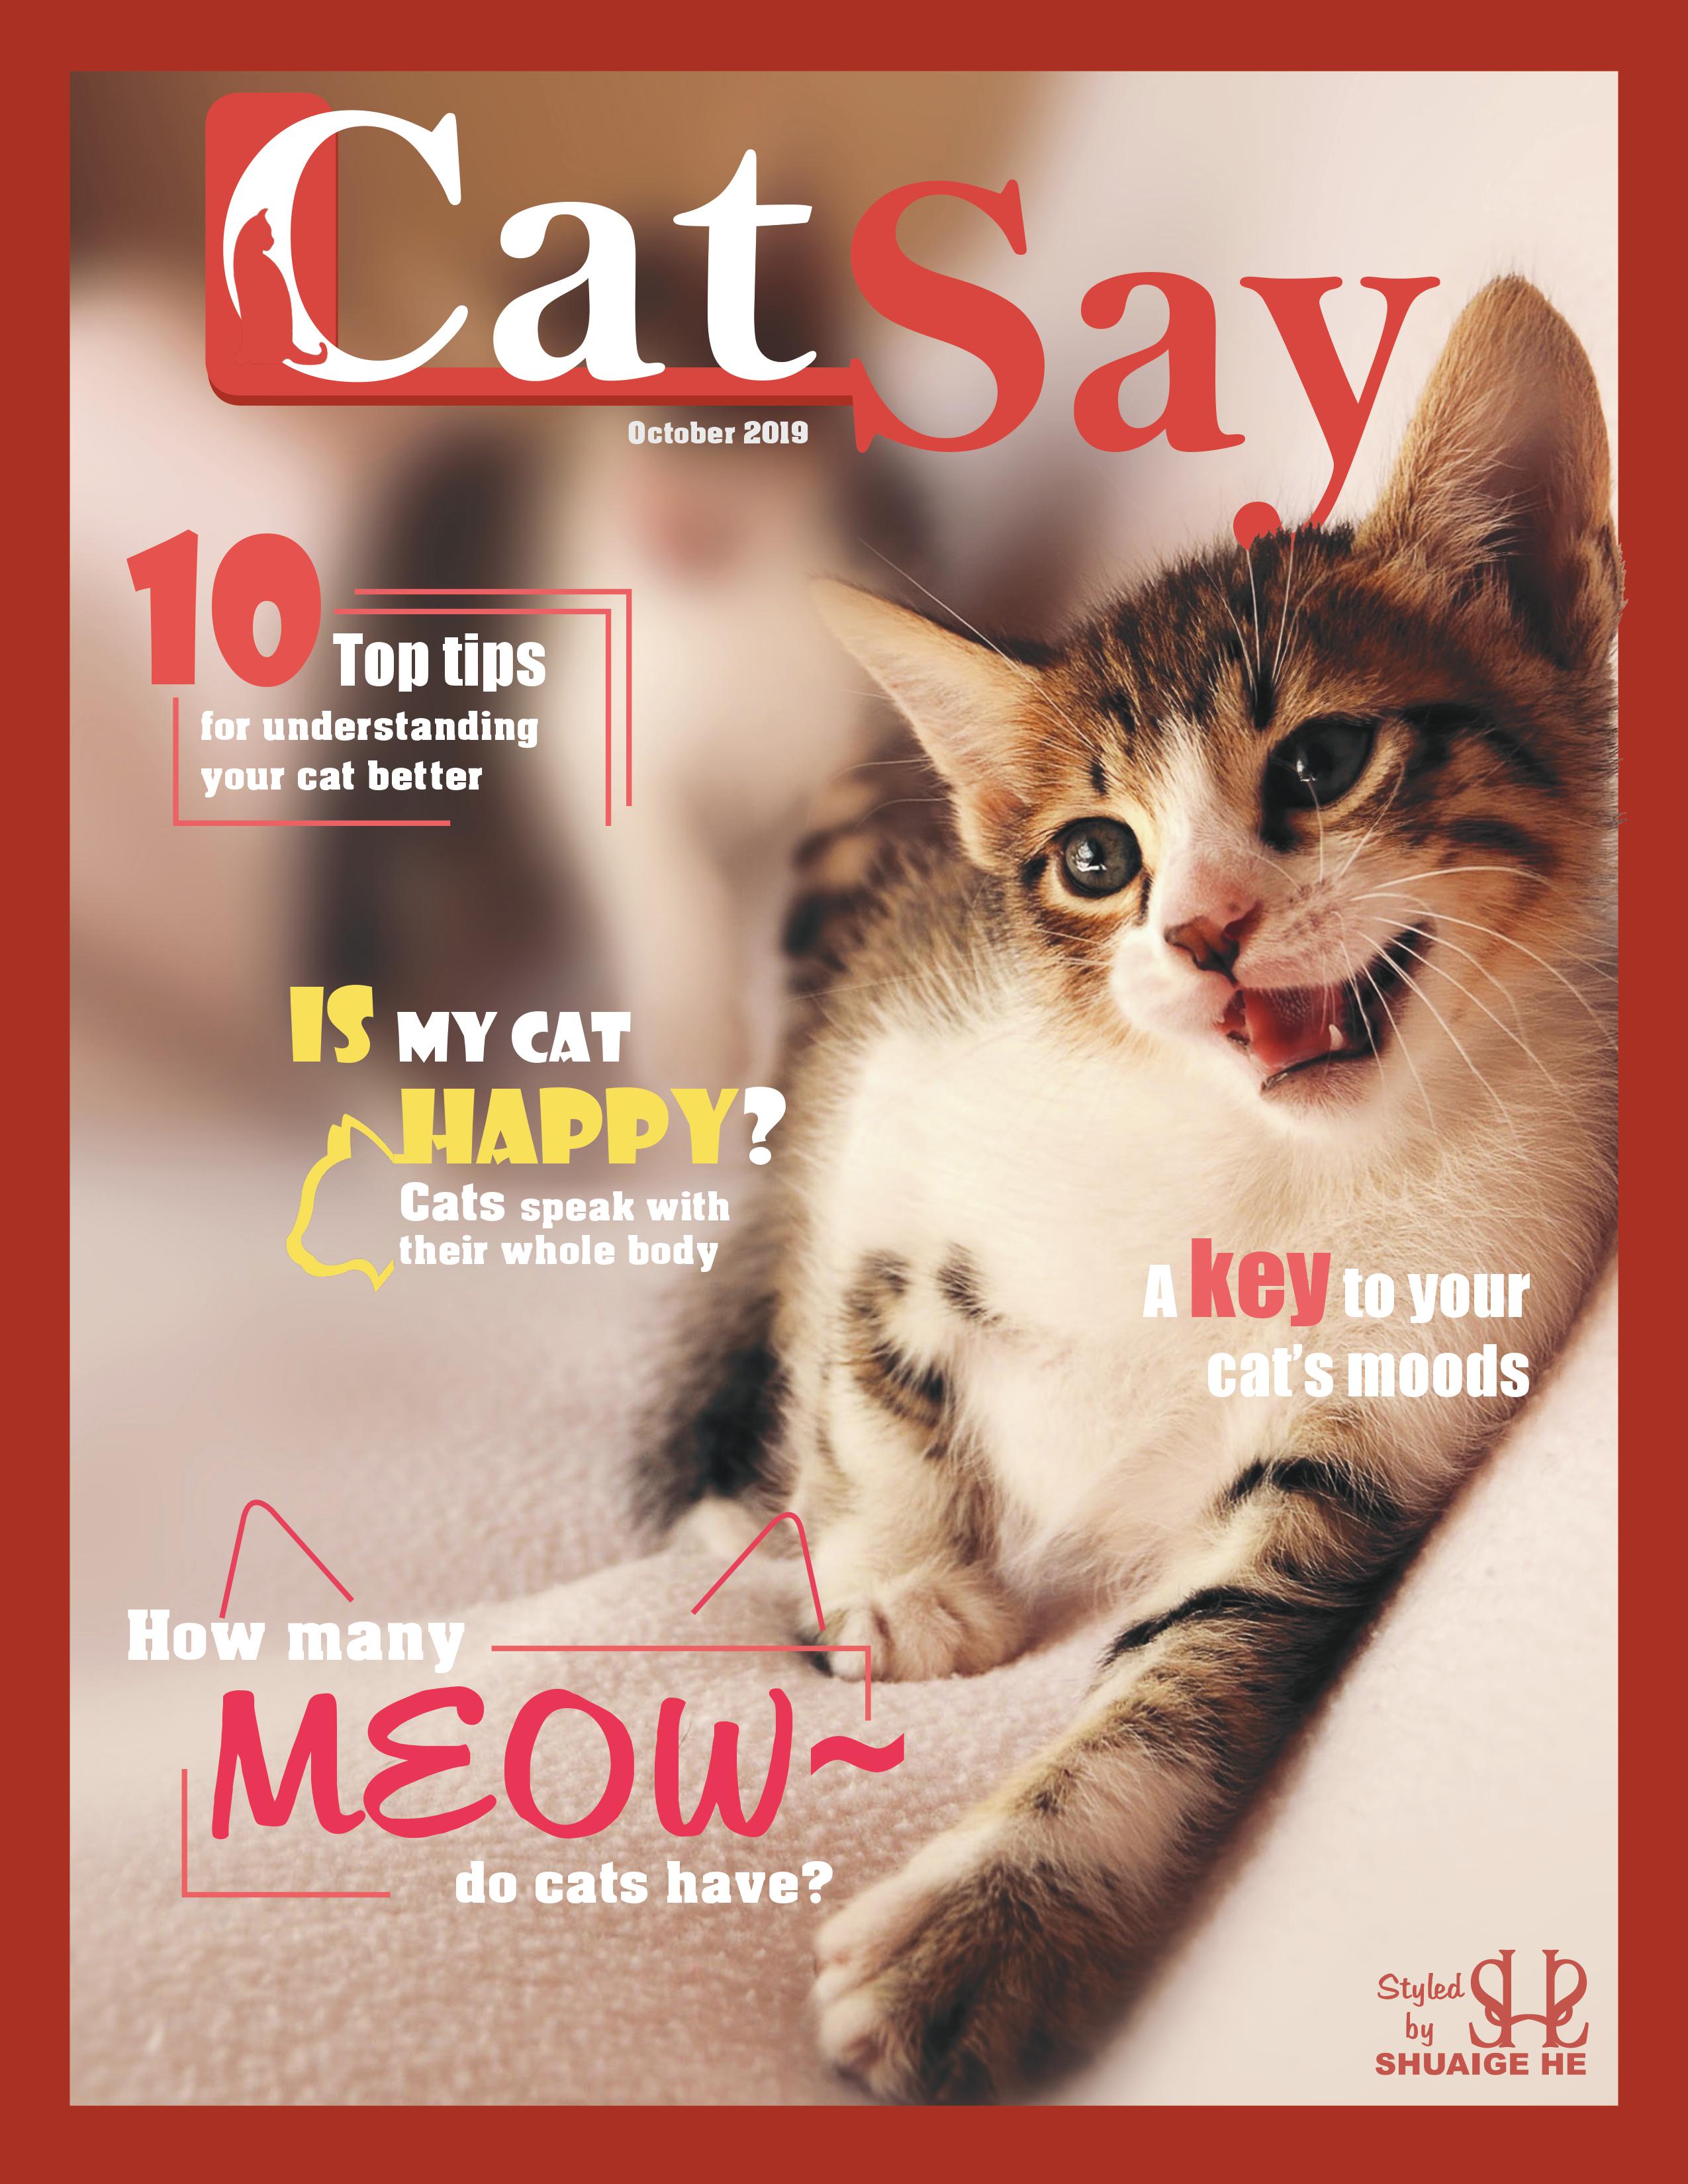 CatSay
October 2019
10 Top tips
for understanding
your cat better
IS MY CAT
HAPPY?
Cats speak with
their whole body
A key to your
cat's moods
How many
MEOW~
do cats have?
Styled
by
SHS
SHUAIGE HE